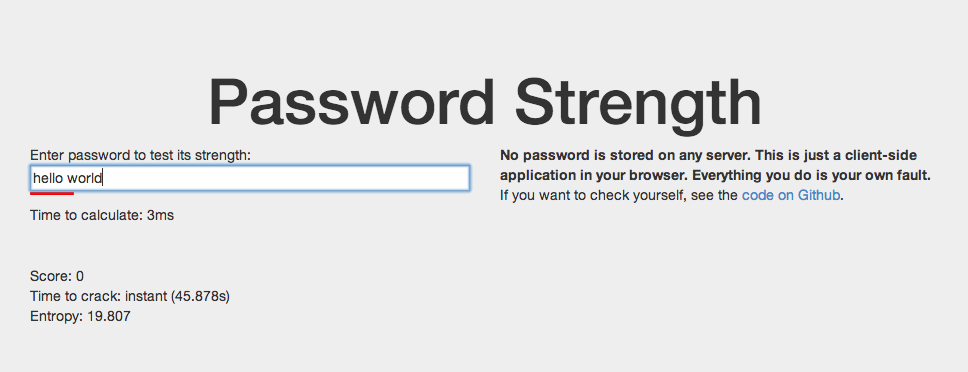 Password Strength
Enter password to test its strength:
hello world
Time to calculate: 3ms
Score: 0
Time to crack: instant (45.878s)
Entropy: 19.807
No password is stored on any server. This is just a client-side
application in your browser. Everything you do is your own fault.
If you want to check yourself, see the code on Github.